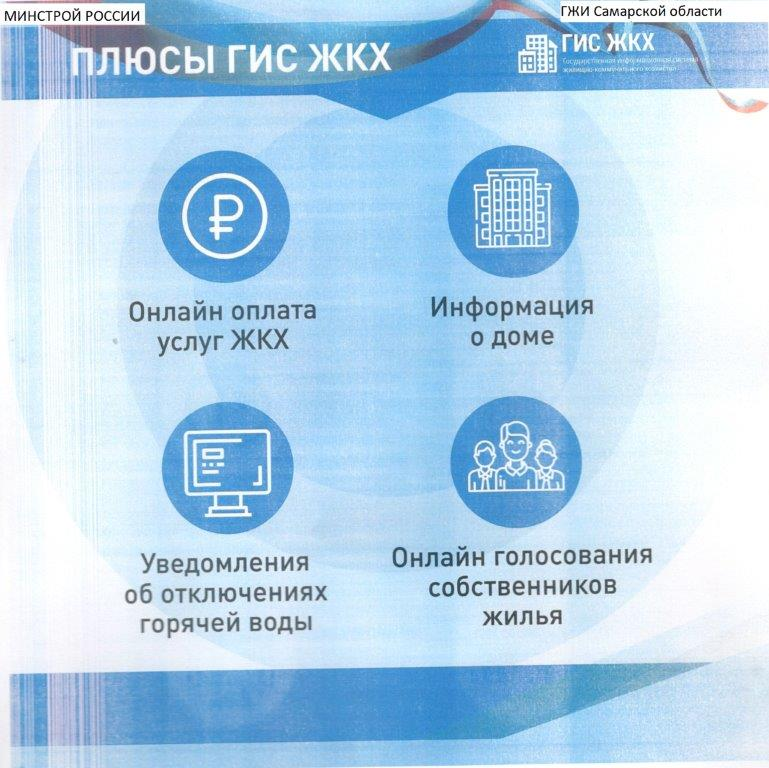 МИНСТРОЙ РОССИИ
ГЖИ Самарской области
ПЛЮСЫ ГИС ЖКХ
ГИС ЖКХ
Государственная информационная система
жилищно-коммунального хозяйства
Онлайн оплата
услуг ЖКХ
Информация
о доме
Уведомления
об отключениях
горячей воды
Онлайн голосования
собственников
жилья